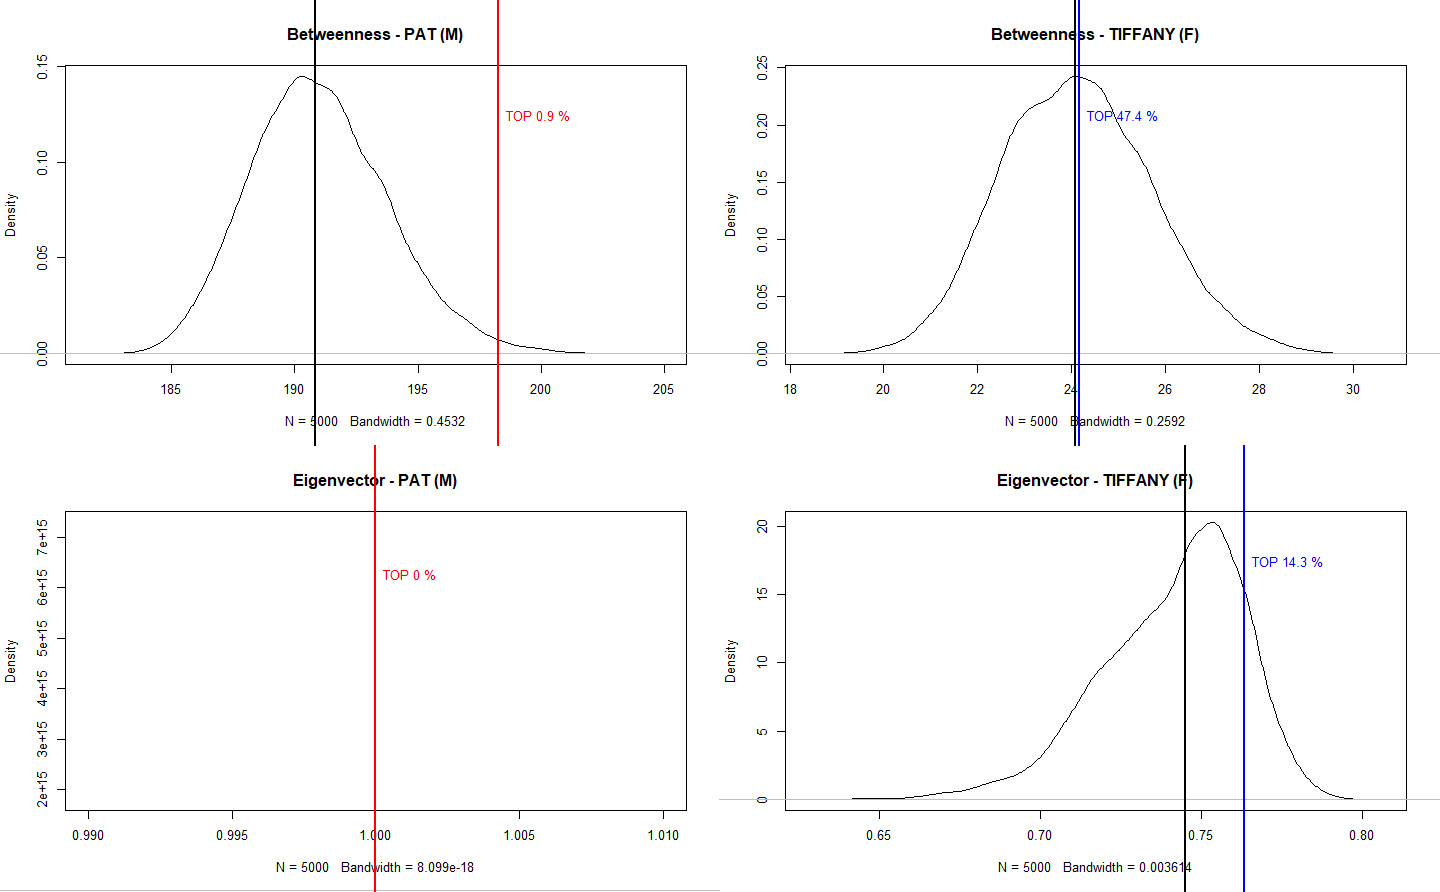 Betweenness - PAT (M)
0.15
0.10
0.05
0.00
Density
TOP 0.9 %
185 190 195 200 205
N = 5000 Bandwidth = 0.4532
Betweenness - TIFFANY (F)
0.25
0.20
0.15
0.10
0.05
0.00
Density
TOP 47.4 %
18 20 22 24 26 28 30
N = 5000 Bandwidth = 0.2592
Eigenvector - PAT (M)
7e+15
6e+15
5e+15
4e+15
3e+15
2e+15
Density
TOP 0 %
0.990 0.995 1.000 1.005 1.010
N = 5000 Bandwidth = 8.099e-18
Eigenvector - TIFFANY (F)
20
15
10
5
0
Density
TOP 14.3 %
0.65 0.70 0.75 0.80
N = 5000 Bandwidth = 0.003614